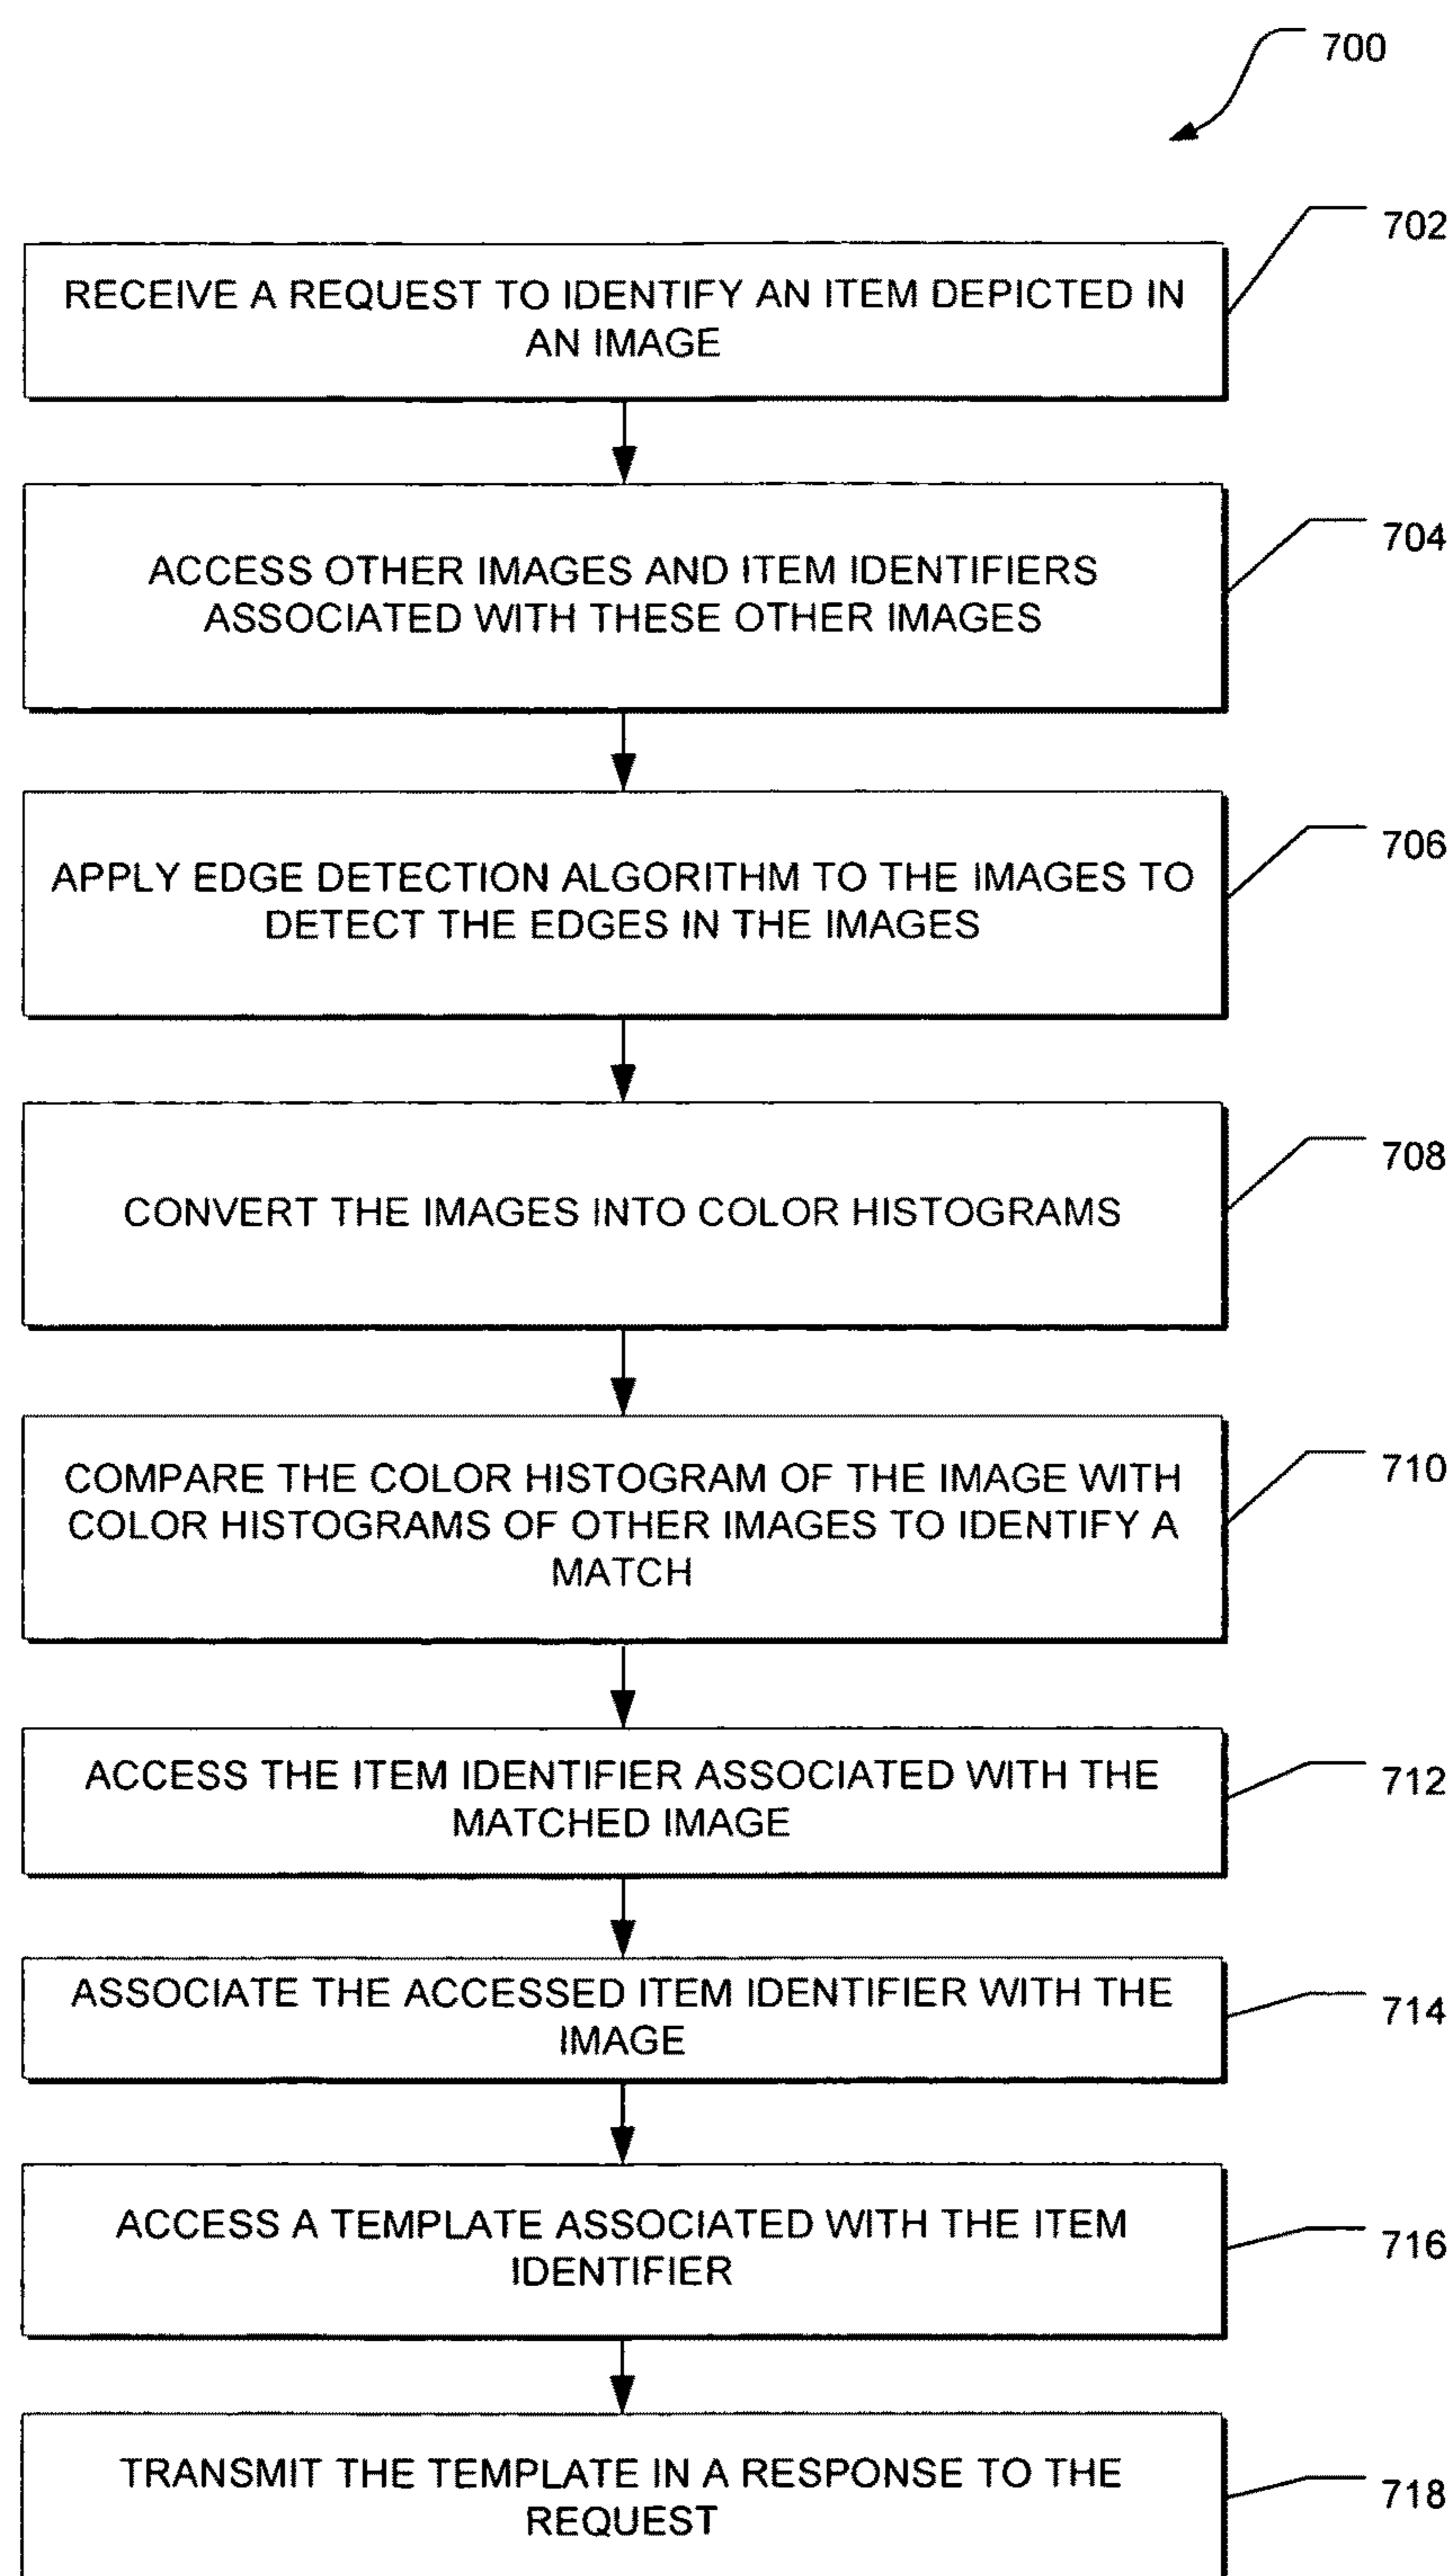 700
702
RECEIVE A REQUEST TO IDENTIFY AN ITEM DEPICTED IN
AN IMAGE
704
ACCESS OTHER IMAGES AND ITEM IDENTIFIERS
ASSOCIATED WITH THESE OTHER IMAGES
706
APPLY EDGE DETECTION ALGORITHM TO THE IMAGES TO
DETECT THE EDGES IN THE IMAGES
708
CONVERT THE IMAGES INTO COLOR HISTOGRAMS
710
COMPARE THE COLOR HISTOGRAM OF THE IMAGE WITH
COLOR HISTOGRAMS OF OTHER IMAGES TO IDENTIFY A
MATCH
712
ACCESS THE ITEM IDENTIFIER ASSOCIATED WITH THE
MATCHED IMAGE
714
ASSOCIATE THE ACCESSED ITEM IDENTIFIER WITH THE
IMAGE
716
ACCESS A TEMPLATE ASSOCIATED WITH THE ITEM
IDENTIFIER
718
TRANSMIT THE TEMPLATE IN A RESPONSE TO THE
REQUEST